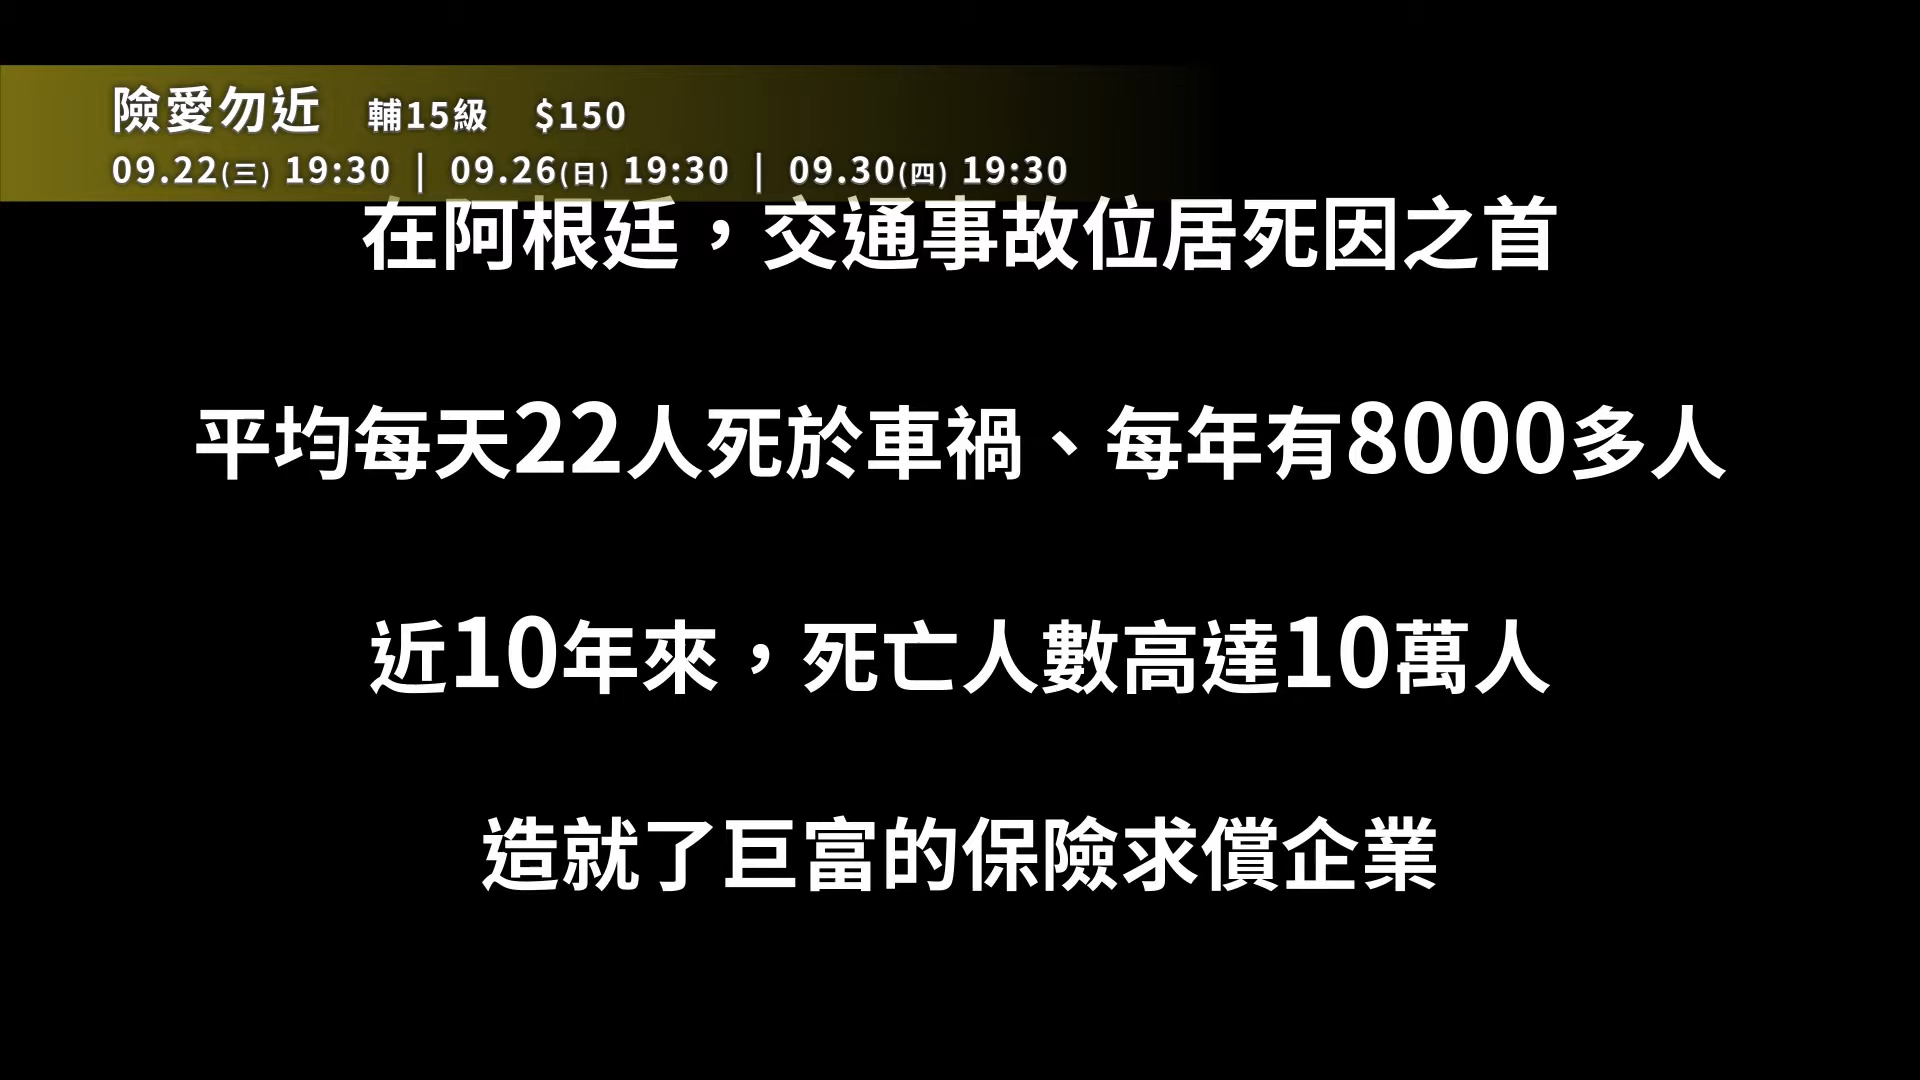 險愛勿近 輔15級 $150
09.22(三) 19:30 | 09.26(日) 19:30 | 09.30(四) 19:30
在阿根廷，交通事故位居死因之首
平均每天22人死於車禍、每年有8000多人
近10年來，死亡人數高達10萬人
造就了巨富的保險求償企業